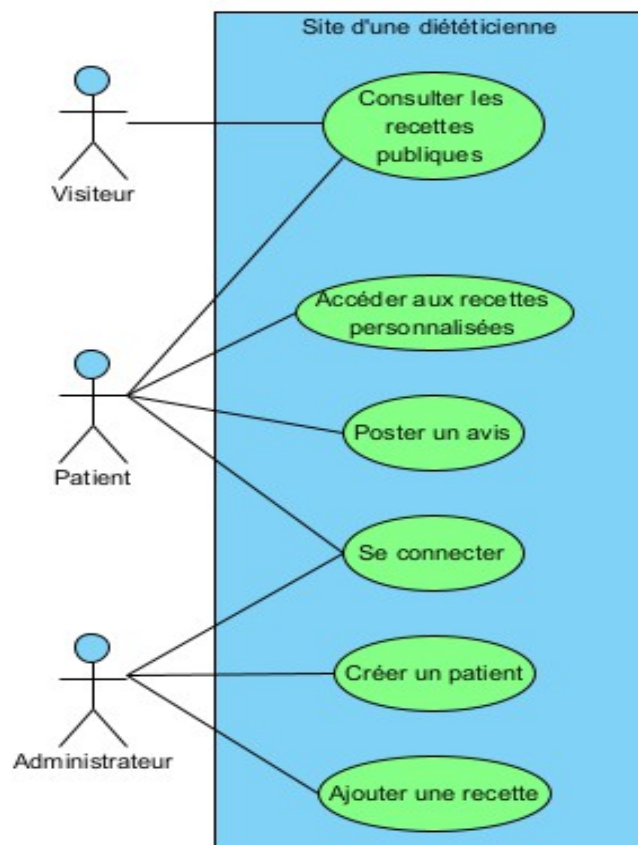 Site d'une diététicienne
Consulter les
recettes
publiques
Visiteur
Accéder aux recettes
personnalisées
Patient
Poster un avis
Se connecter
Créer un patient
Administrateur
Ajouter une recette